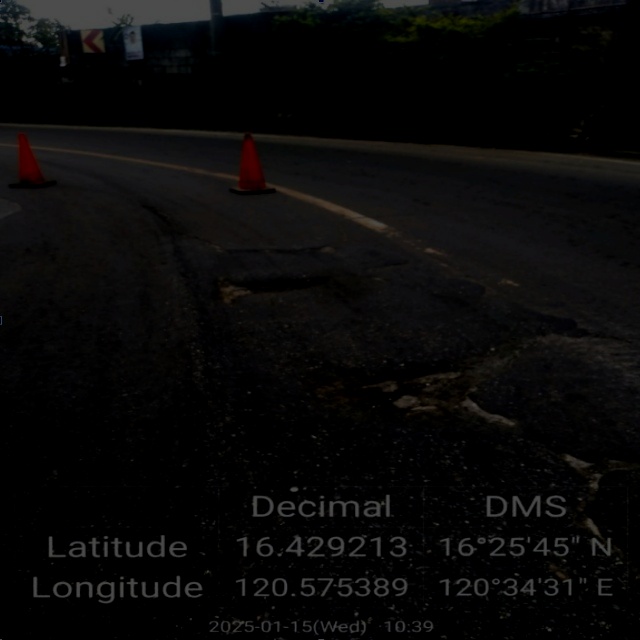 Decimal DMS
Latitude 16.429213 16°25'45" N
Longitude 120.575389 120°34'31" E
2025-01-15(Wed) 10:39